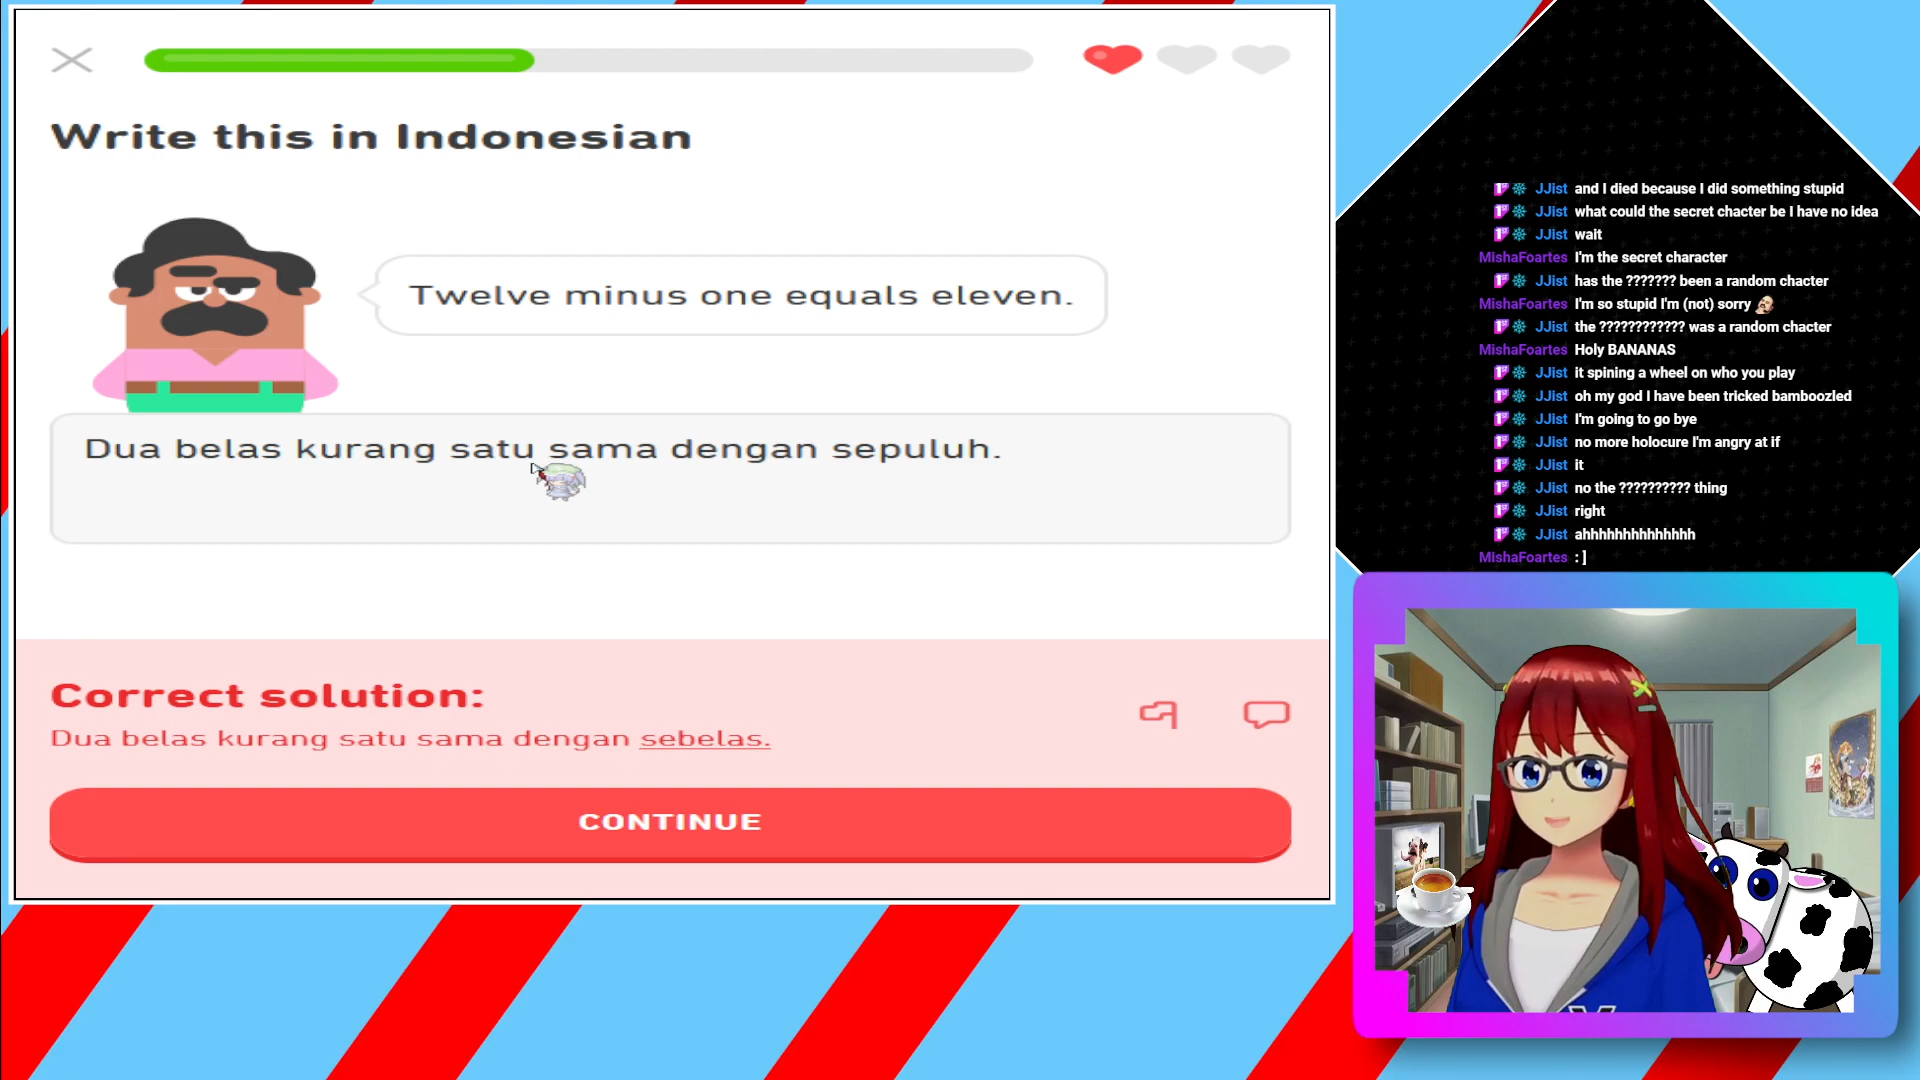 Write this in Indonesian
Twelve minus one equals eleven.
Dua belas kurang satu sama dengan sepuluh.
Correct solution:
Dua belas kurang satu sama dengan sebelas.
CONTINUE
JJist and I died because I did something stupid
JJist what could the secret chacter be I have no idea
JJist wait
MishaFoartes I'm the secret character
JJist has the ??????? been a random chacter
MishaFoartes I'm so stupid I'm (not) sorry
JJist the ???????????? was a random chacter
MishaFoartes Holy BANANAS
JJist it spining a wheel on who you play
JJist oh my god I have been tricked bamboozled
JJist I'm going to go bye
JJist no more holocure I'm angry at if
JJist it
JJist no the ?????????? thing
JJist right
JJist ahhhhhhhhhhhhhh
MishaFoartes : ]